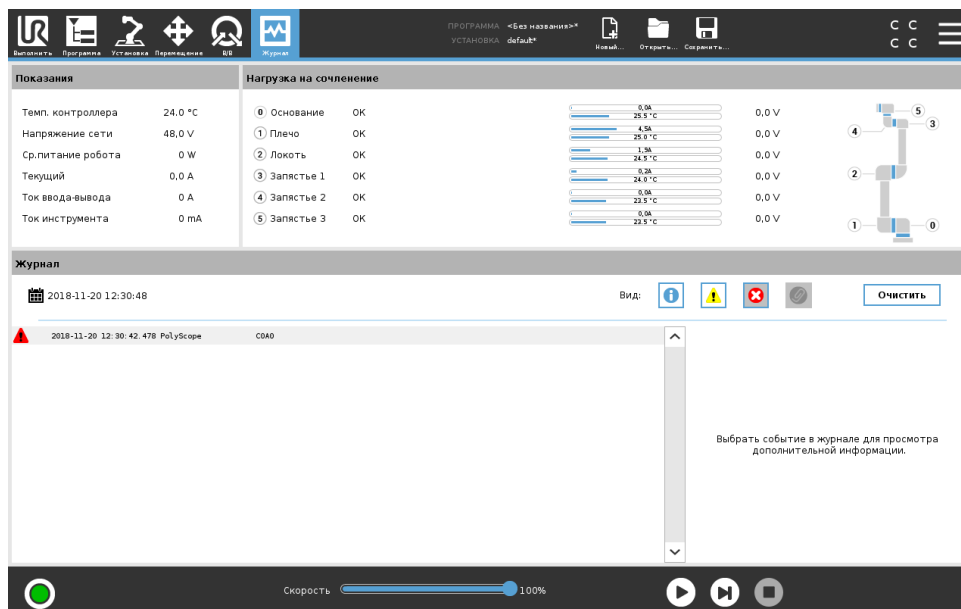 ПРОГРАММА <Без названия>*
УСТАНОВКА default*
Выполнить Программа Установка Перемещение В/В Журнал
Новый... Открыть... Сохранить...
C C
C C
Показания
Нагрузка на сочленение
Темп. контроллера 24.0 °C
Напряжение сети 48,0 V
Ср.питание робота 0 W
Текущий 0,0 A
Ток ввода-вывода 0 A
Ток инструмента 0 mA
0 Основание OK 0,0A 25.5 °C 0,0 V
1 Плечо OK 4,5A 25.0 °C 0,0 V
2 Локоть OK 1,9A 24.5 °C 0,0 V
3 Запястье 1 OK 0,2A 24.0 °C 0,0 V
4 Запястье 2 OK 0,0A 23.5 °C 0,0 V
5 Запястье 3 OK 0,0A 23.5 °C 0,0 V
5
3
4
2
1 0
Журнал
2018-11-20 12:30:48
Вид:
Очистить
2018-11-20 12:30:42.478 PolyScope C0A0
Выбрать событие в журнале для просмотра
дополнительной информации.
Скорость 100%